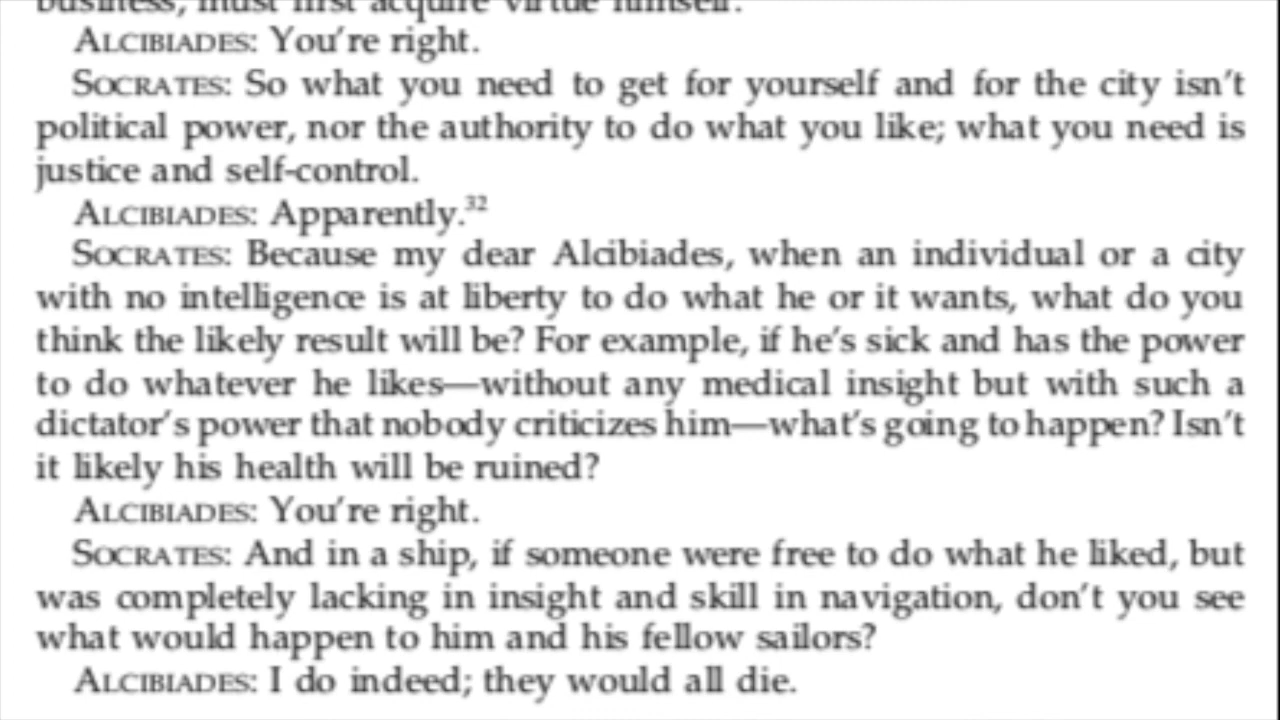 business, must first acquire virtue himself.
ALCIBIADES: You're right.
SOCRATES: So what you need to get for yourself and for the city isn't
political power, nor the authority to do what you like; what you need is
justice and self-control.
ALCIBIADES: Apparently.32
SOCRATES: Because my dear Alcibiades, when an individual or a city
with no intelligence is at liberty to do what he or it wants, what do you
think the likely result will be? For example, if he's sick and has the power
to do whatever he likes—without any medical insight but with such a
dictator's power that nobody criticizes him—what's going to happen? Isn't
it likely his health will be ruined?
ALCIBIADES: You're right.
SOCRATES: And in a ship, if someone were free to do what he liked, but
was completely lacking in insight and skill in navigation, don't you see
what would happen to him and his fellow sailors?
ALCIBIADES: I do indeed; they would all die.